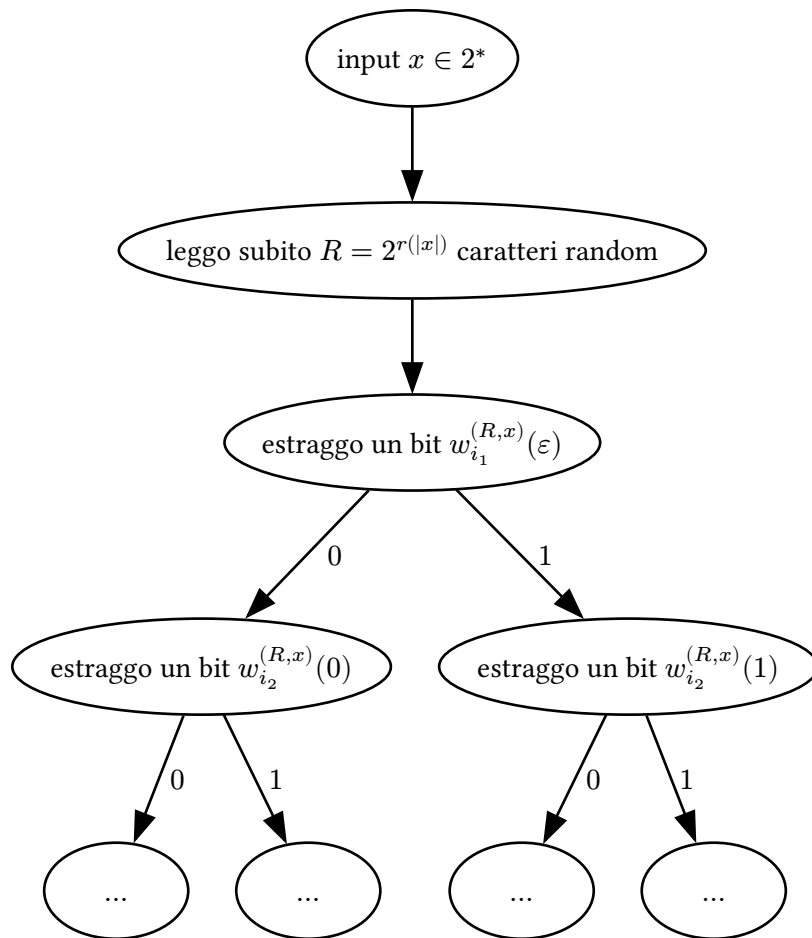 input x ∈ 2*
leggo subito R = 2^{r(|x|)} caratteri random
estraggo un bit w_{i_1}^{(R,x)}(ε)
0 1
estraggo un bit w_{i_2}^{(R,x)}(0) estraggo un bit w_{i_2}^{(R,x)}(1)
0 1 0 1
... ... ... ...